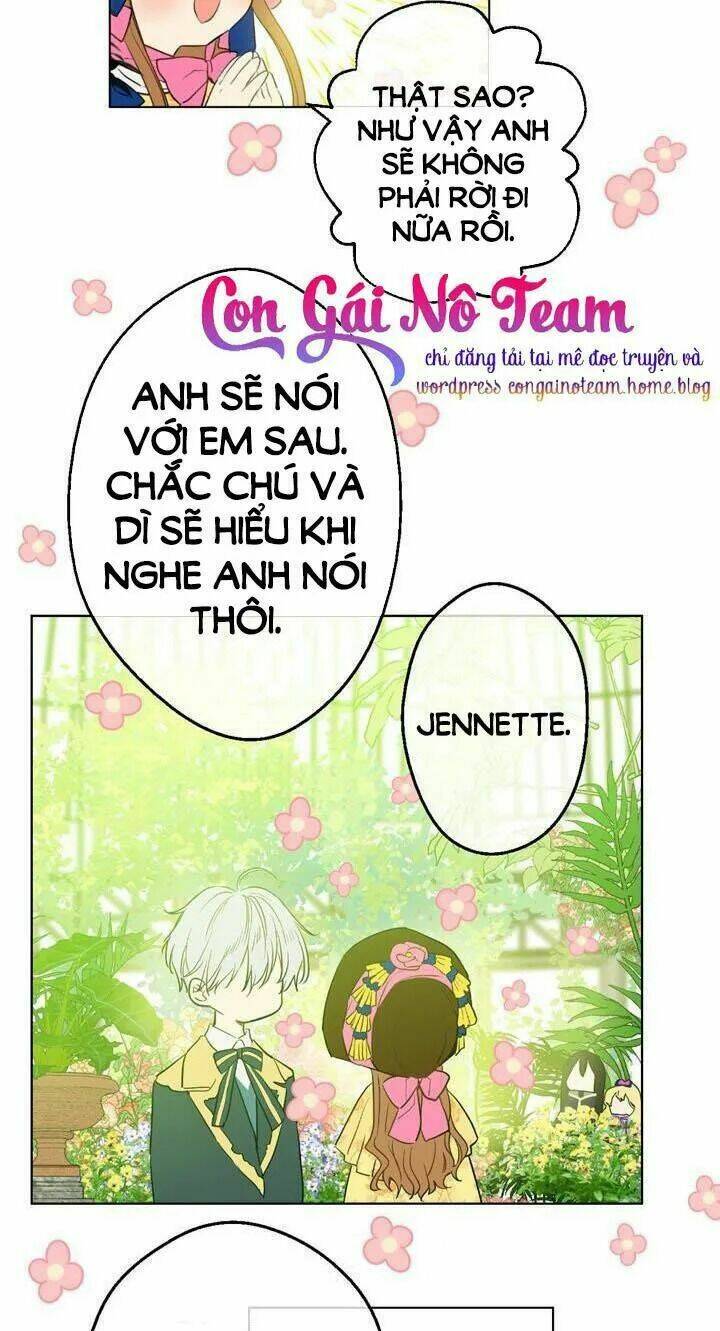 THẬT SAO?
NHƯ VẬY ANH
SẼ KHÔNG
PHẢI RỜI ĐI
NỮA RỒI.
Con Gái Nô Team
chỉ đăng tải tại mê đọc truyện và
wordpress congainoteam.home.blog
ANH SẼ NÓI
VỚI EM SAU.
CHẮC CHÚ VÀ
DÌ SẼ HIỂU KHI
NGHE ANH NÓI
THÔI.
JENNETTE.